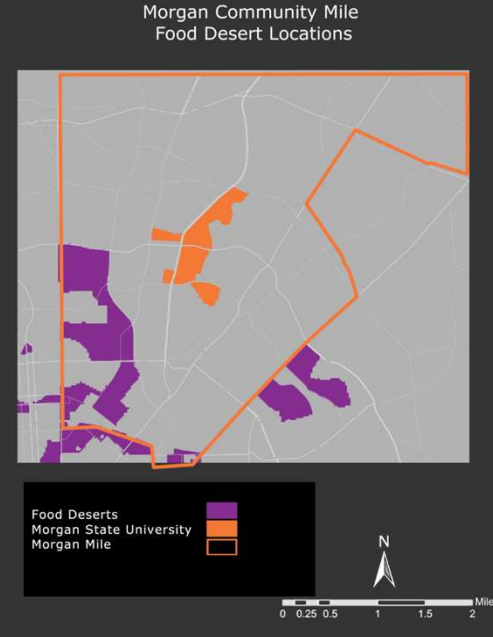 Morgan Community Mile
Food Desert Locations
Food Deserts
Morgan State University
Morgan Mile
N
Mile
0 0.25 0.5 1 1.5 2